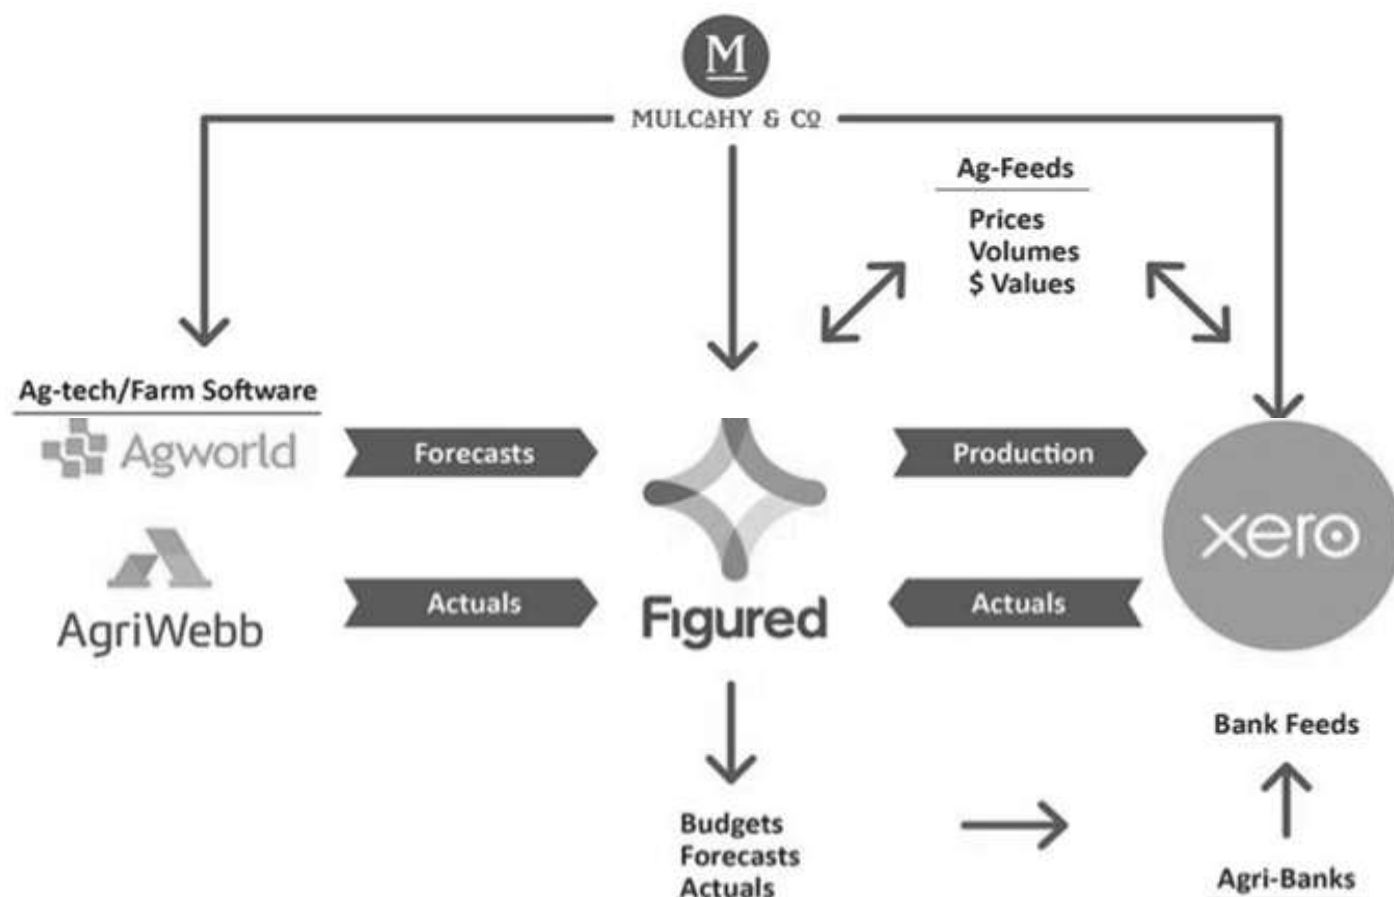 M
MULCAHY & CO
Ag-Feeds
Prices
Volumes
$ Values
Ag-tech/Farm Software
Agworld
Forecasts
Production
xero
AgriWebb
Actuals
Figured
Actuals
Bank Feeds
Budgets
Forecasts
Actuals
Agri-Banks